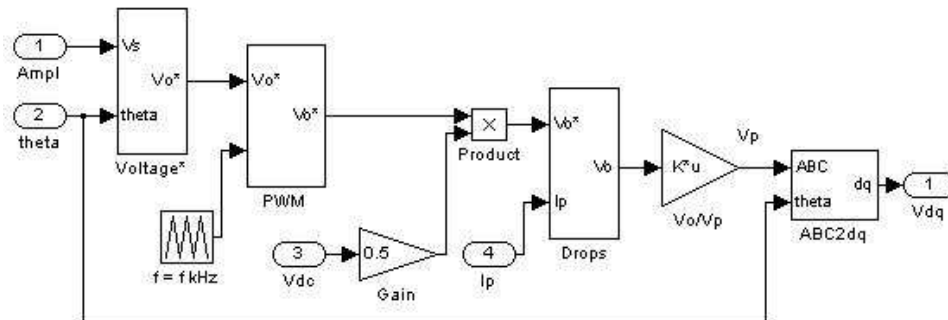 1
Ampl
2
theta
Vs
Vo*
theta
Voltage*
Vo*
Vo*
PWM
f = f kHz
3
Vdc
0.5
Gain
×
Product
4
Ip
Vo*
Vo
Ip
Drops
K*u
Vo/Vp
Vp
ABC
dq
theta
ABC2dq
1
Vdq